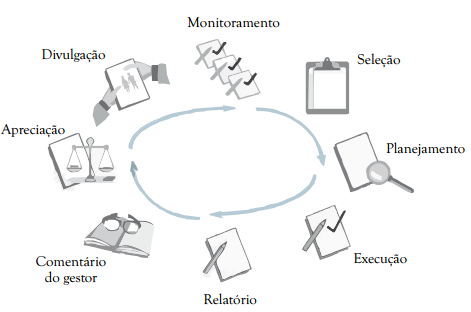 Monitoramento
Seleção
Planejamento
Execução
Relatório
Comentário
do gestor
Apreciação
Divulgação